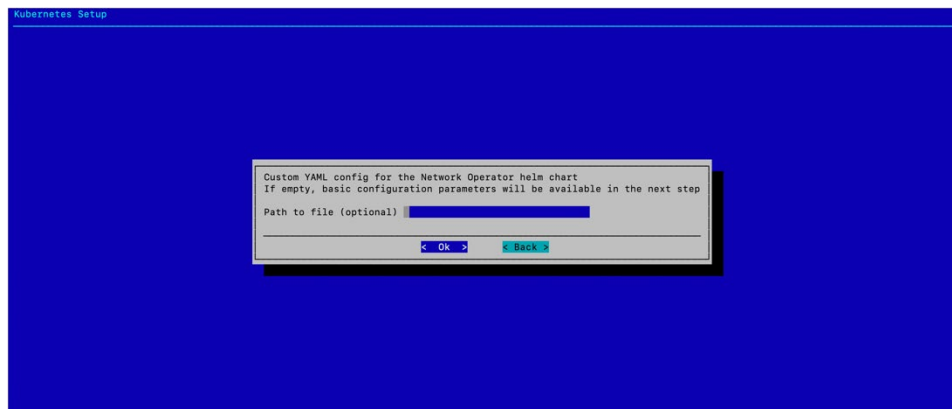 Kubernetes Setup
Custom YAML config for the Network Operator helm chart
If empty, basic configuration parameters will be available in the next step
Path to file (optional)
< Ok > < Back >